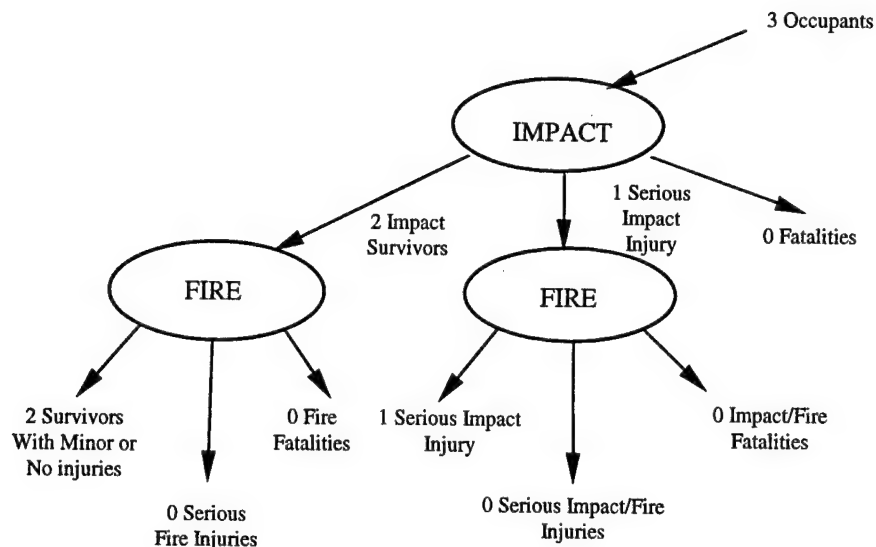 3 Occupants
IMPACT
2 Impact
Survivors
1 Serious
Impact
Injury
0 Fatalities
FIRE
FIRE
2 Survivors
With Minor or
No injuries
0 Fire
Fatalities
1 Serious Impact
Injury
0 Impact/Fire
Fatalities
0 Serious
Fire Injuries
0 Serious Impact/Fire
Injuries